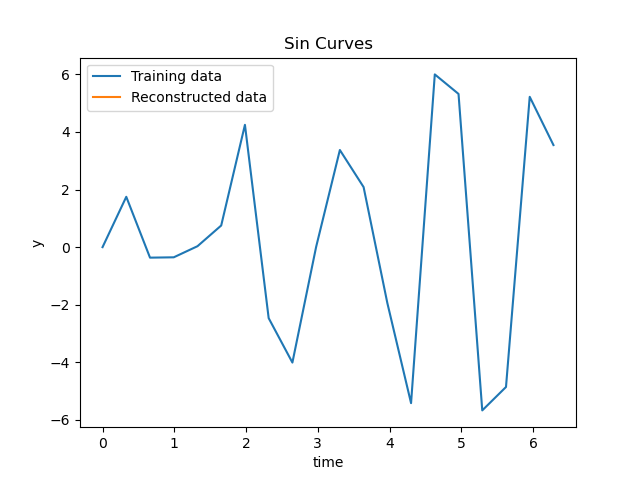 Sin Curves
Training data
Reconstructed data
6
4
2
0
−2
−4
−6
y
0 1 2 3 4 5 6
time